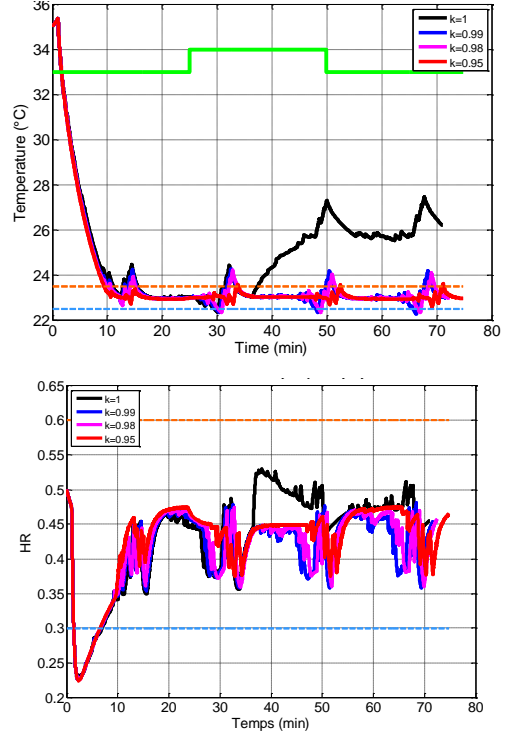 36
34
32
30
28
26
24
22
Temperature (°C)
0 10 20 30 40 50 60 70 80
Time (min)
k=1
k=0.99
k=0.98
k=0.95
0.65
0.6
0.55
0.5
0.45
0.4
0.35
0.3
0.25
0.2
HR
0 10 20 30 40 50 60 70 80
Temps (min)
k=1
k=0.99
k=0.98
k=0.95